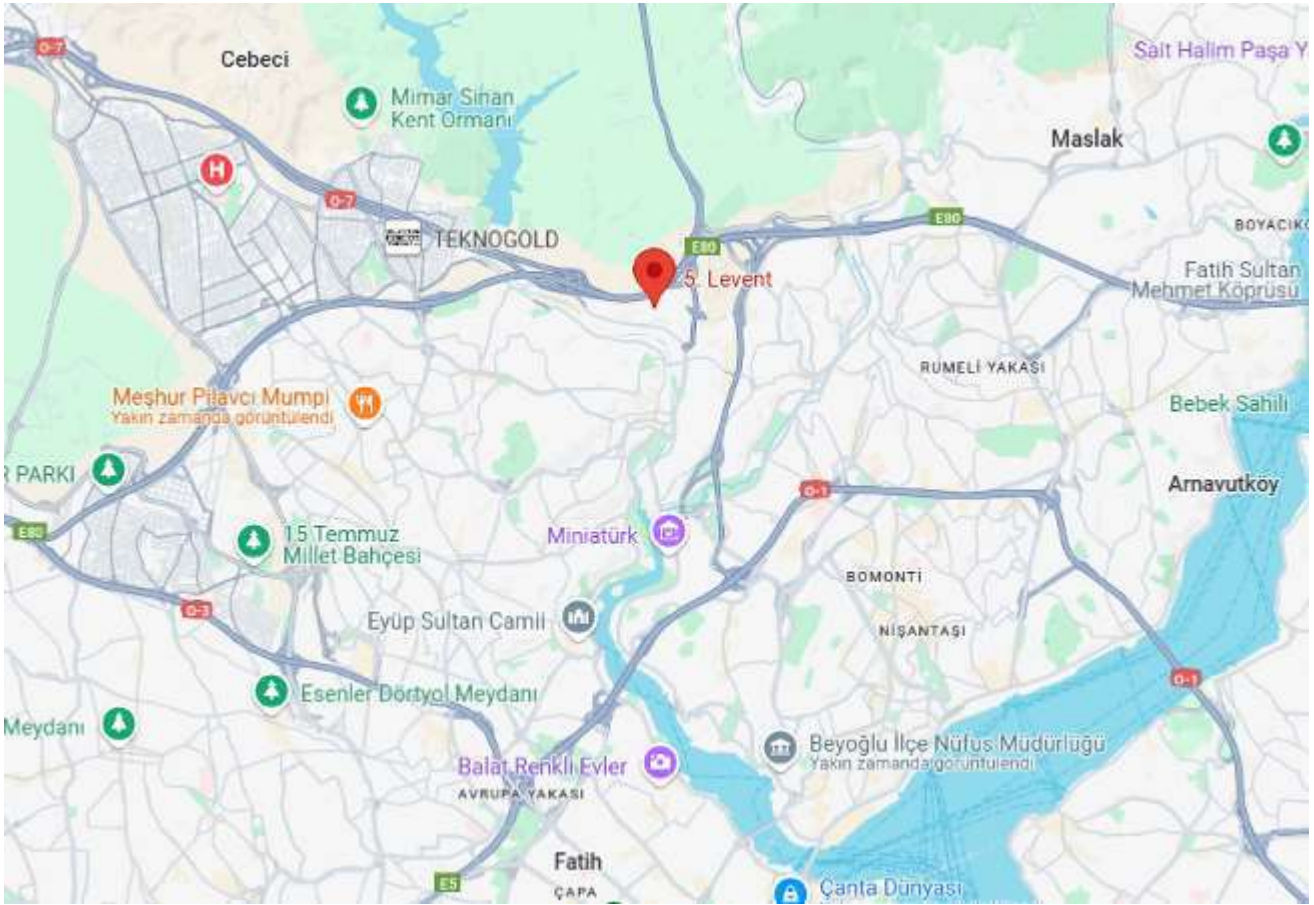 O-7
Cebeci
Sait Halim Paşa Y
Mimar Sinan
Kent Ormanı
Maslak
H
O-7
TEKNOGOLD
E80
BOYACIKÖ
E80
5. Levent
Fatih Sultan
Mehmet Köprüsü
RUMELİ YAKASI
Meşhur Pilavcı Mumpi
Yakın zamanda görüntülendi
Bebek Sahili
R PARKI
O-1
Arnavutköy
E80
15 Temmuz
Millet Bahçesi
Miniatürk
BOMONTİ
O-3
Eyüp Sultan Camii
NİŞANTAŞI
O-1
Esenler Dörtyol Meydanı
Meydanı
Beyoğlu İlçe Nüfus Müdürlüğü
Yakın zamanda görüntülendi
Balat Renkli Evler
AVRUPA YAKASI
Fatih
E5
ÇAPA
Çanta Dünyası